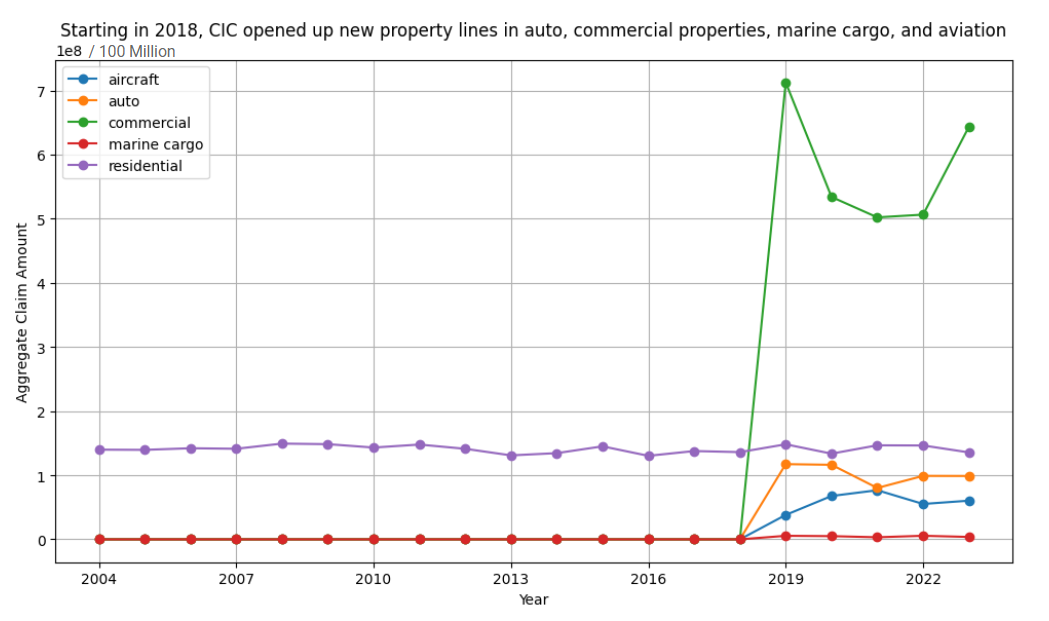 Starting in 2018, CIC opened up new property lines in auto, commercial properties, marine cargo, and aviation
1e8 / 100 Million
aircraft
auto
commercial
marine cargo
residential
7
6
5
4
3
2
1
0
Aggregate Claim Amount
2004 2007 2010 2013 2016 2019 2022
Year